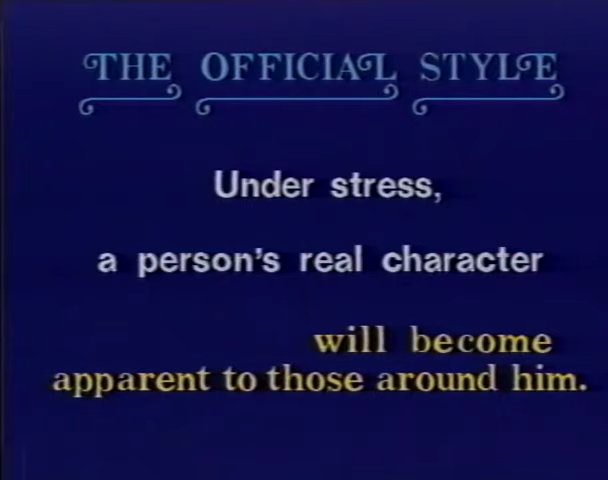 THE OFFICIAL STYLE
Under stress,
a person's real character
will become
apparent to those around him.